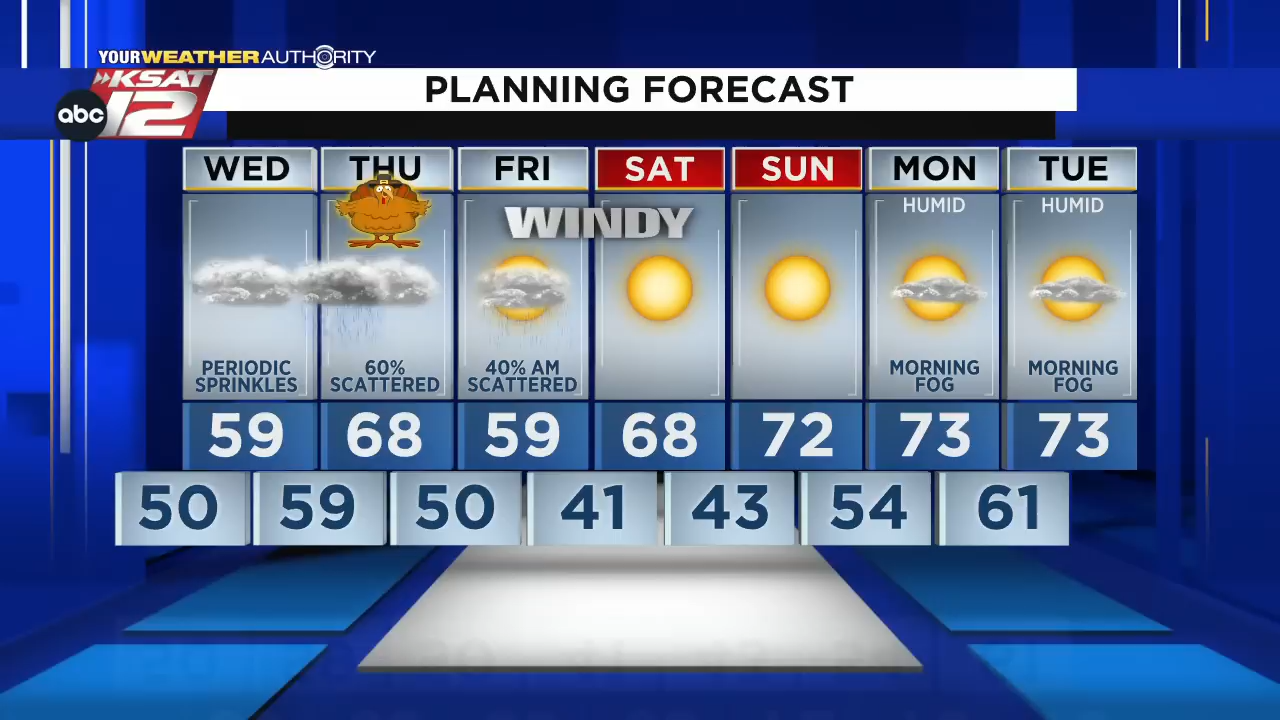 YOURWEATHERAUTHORITY
KSAT
abc 12
PLANNING FORECAST
WED THU FRI SAT SUN MON TUE
HUMID HUMID
WINDY
PERIODIC SPRINKLES
60% SCATTERED
40% AM SCATTERED
MORNING FOG
MORNING FOG
59 68 59 68 72 73 73
50 59 50 41 43 54 61